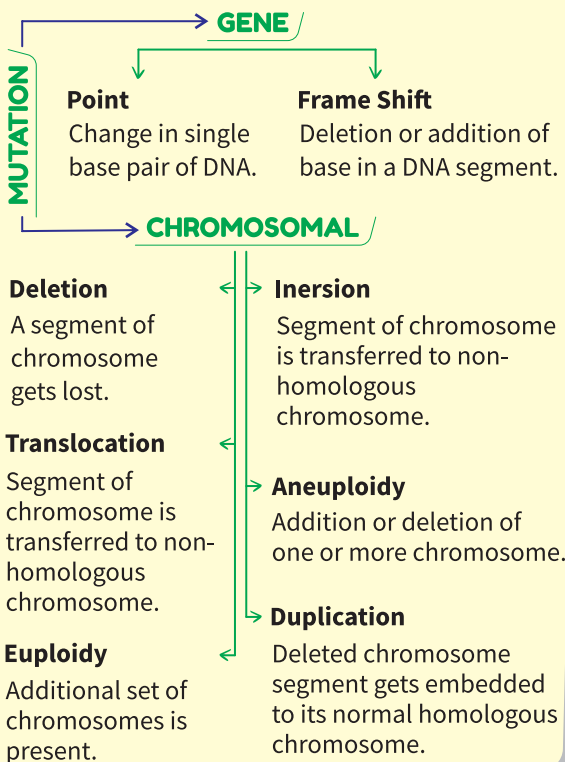 MUTATION
GENE
Point
Change in single
base pair of DNA.
Frame Shift
Deletion or addition of
base in a DNA segment.
CHROMOSOMAL
Deletion
A segment of
chromosome
gets lost.
Translocation
Segment of
chromosome is
transferred to non-
homologous
chromosome.
Euploidy
Additional set of
chromosomes is
present.
Inersion
Segment of chromosome
is transferred to non-
homologous
chromosome.
Aneuploidy
Addition or deletion of
one or more chromosome.
Duplication
Deleted chromosome
segment gets embedded
to its normal homologous
chromosome.